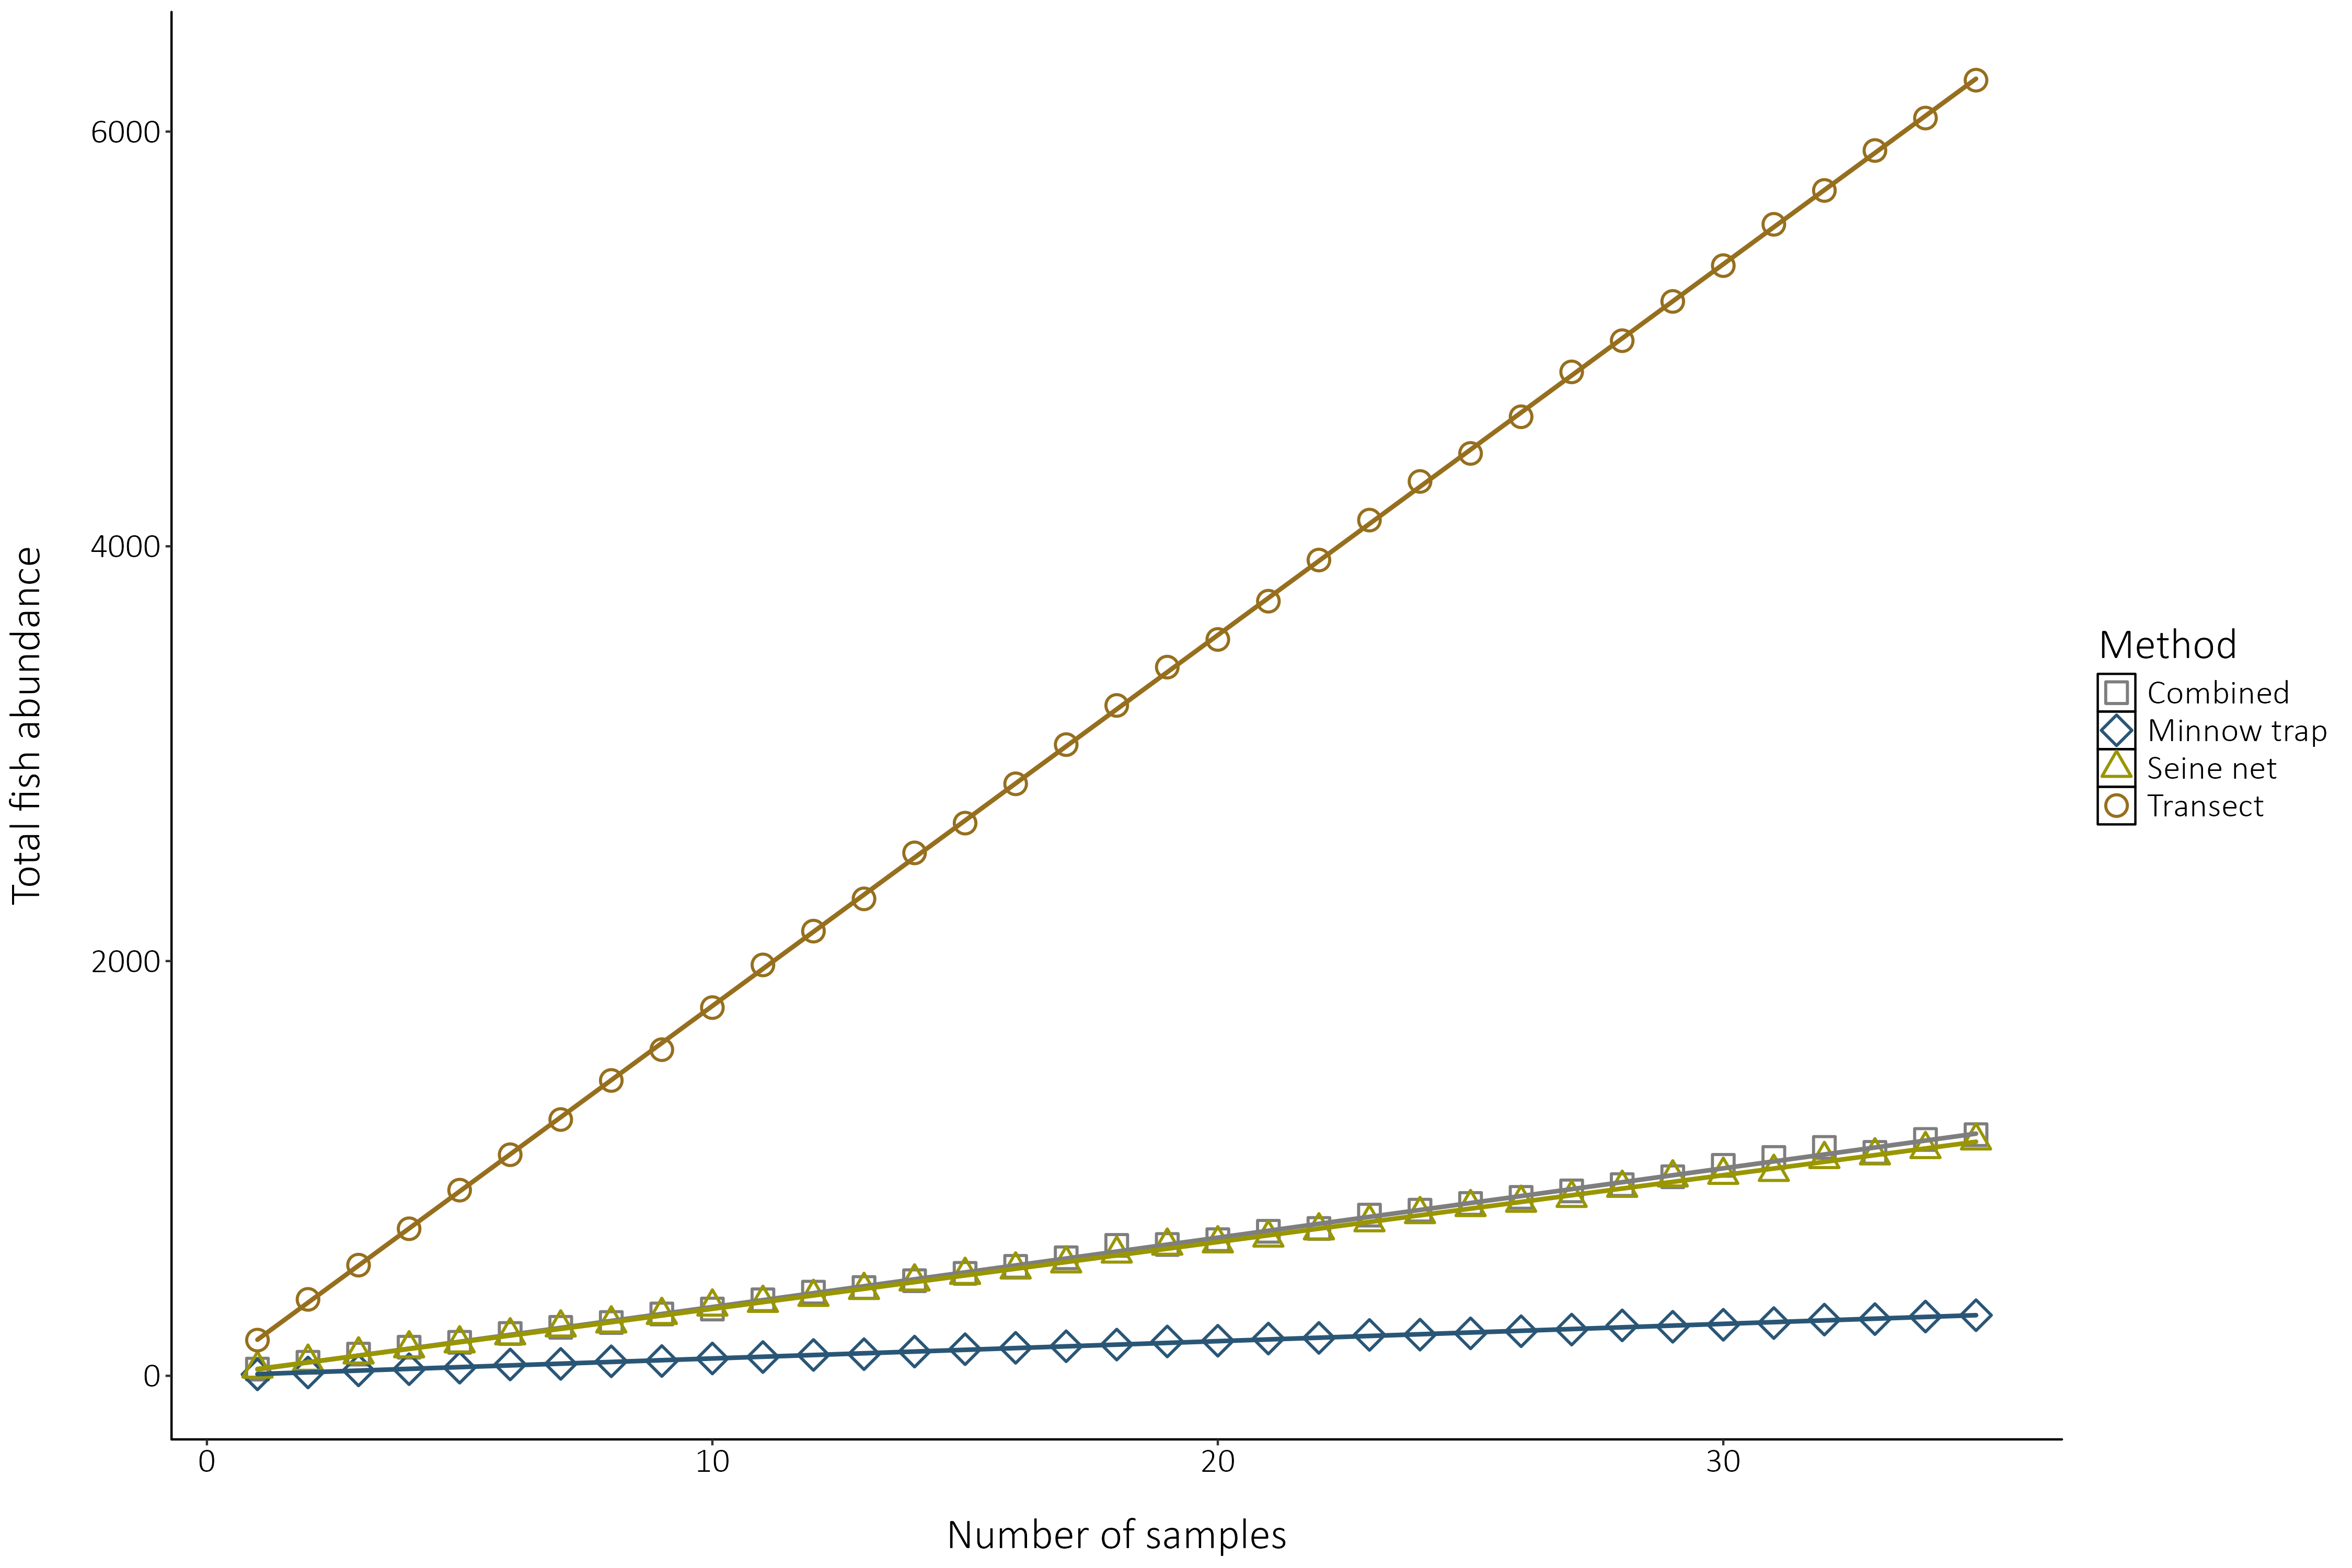 Total fish abundance
6000
4000
2000
0
0 10 20 30
Number of samples
Method
Combined
Minnow trap
Seine net
Transect